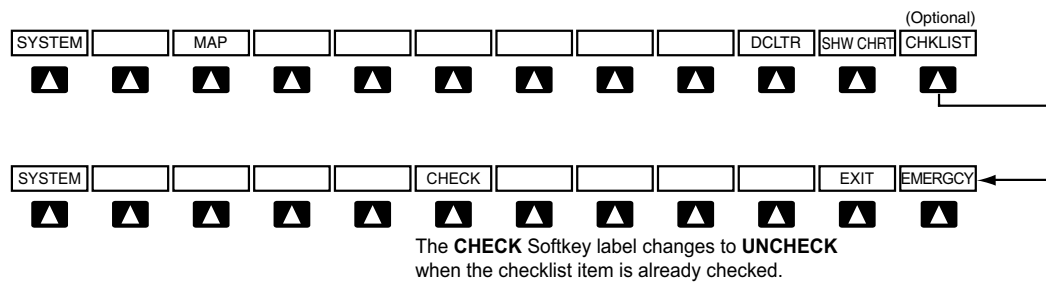 (Optional)
SYSTEM MAP DCLTR SHW CHRT CHKLIST
SYSTEM CHECK EXIT EMERGCY
The CHECK Softkey label changes to UNCHECK
when the checklist item is already checked.